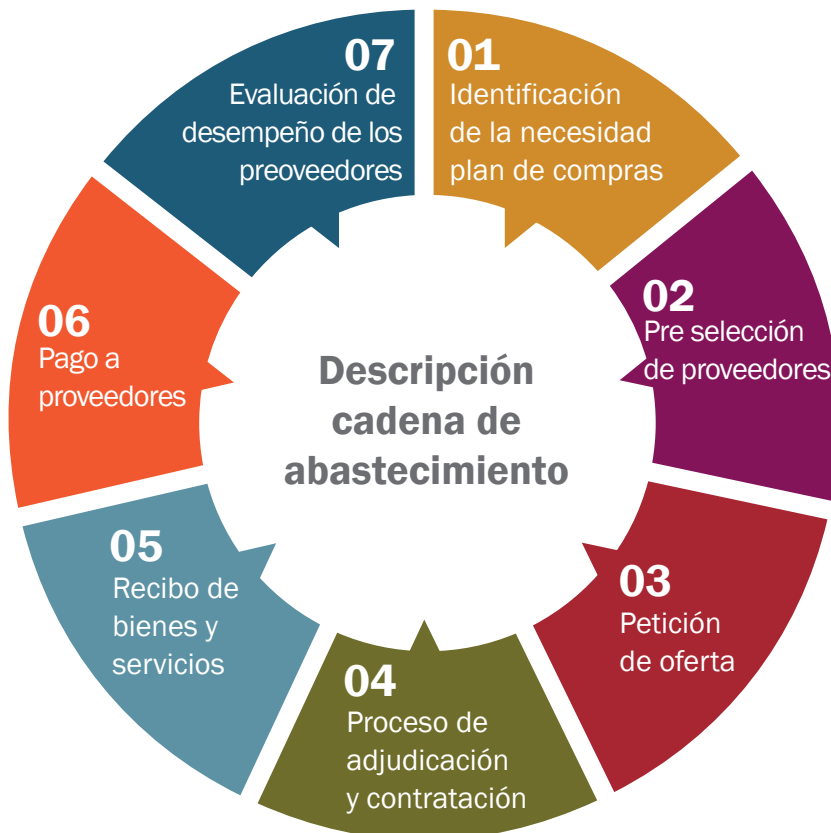 Descripción
cadena de
abastecimiento
01
Identificación
de la necesidad
plan de compras
02
Pre selección
de proveedores
03
Petición
de oferta
04
Proceso de
adjudicación
y contratación
05
Recibo de
bienes y
servicios
06
Pago a
proveedores
07
Evaluación de
desempeño de los
preoveedores